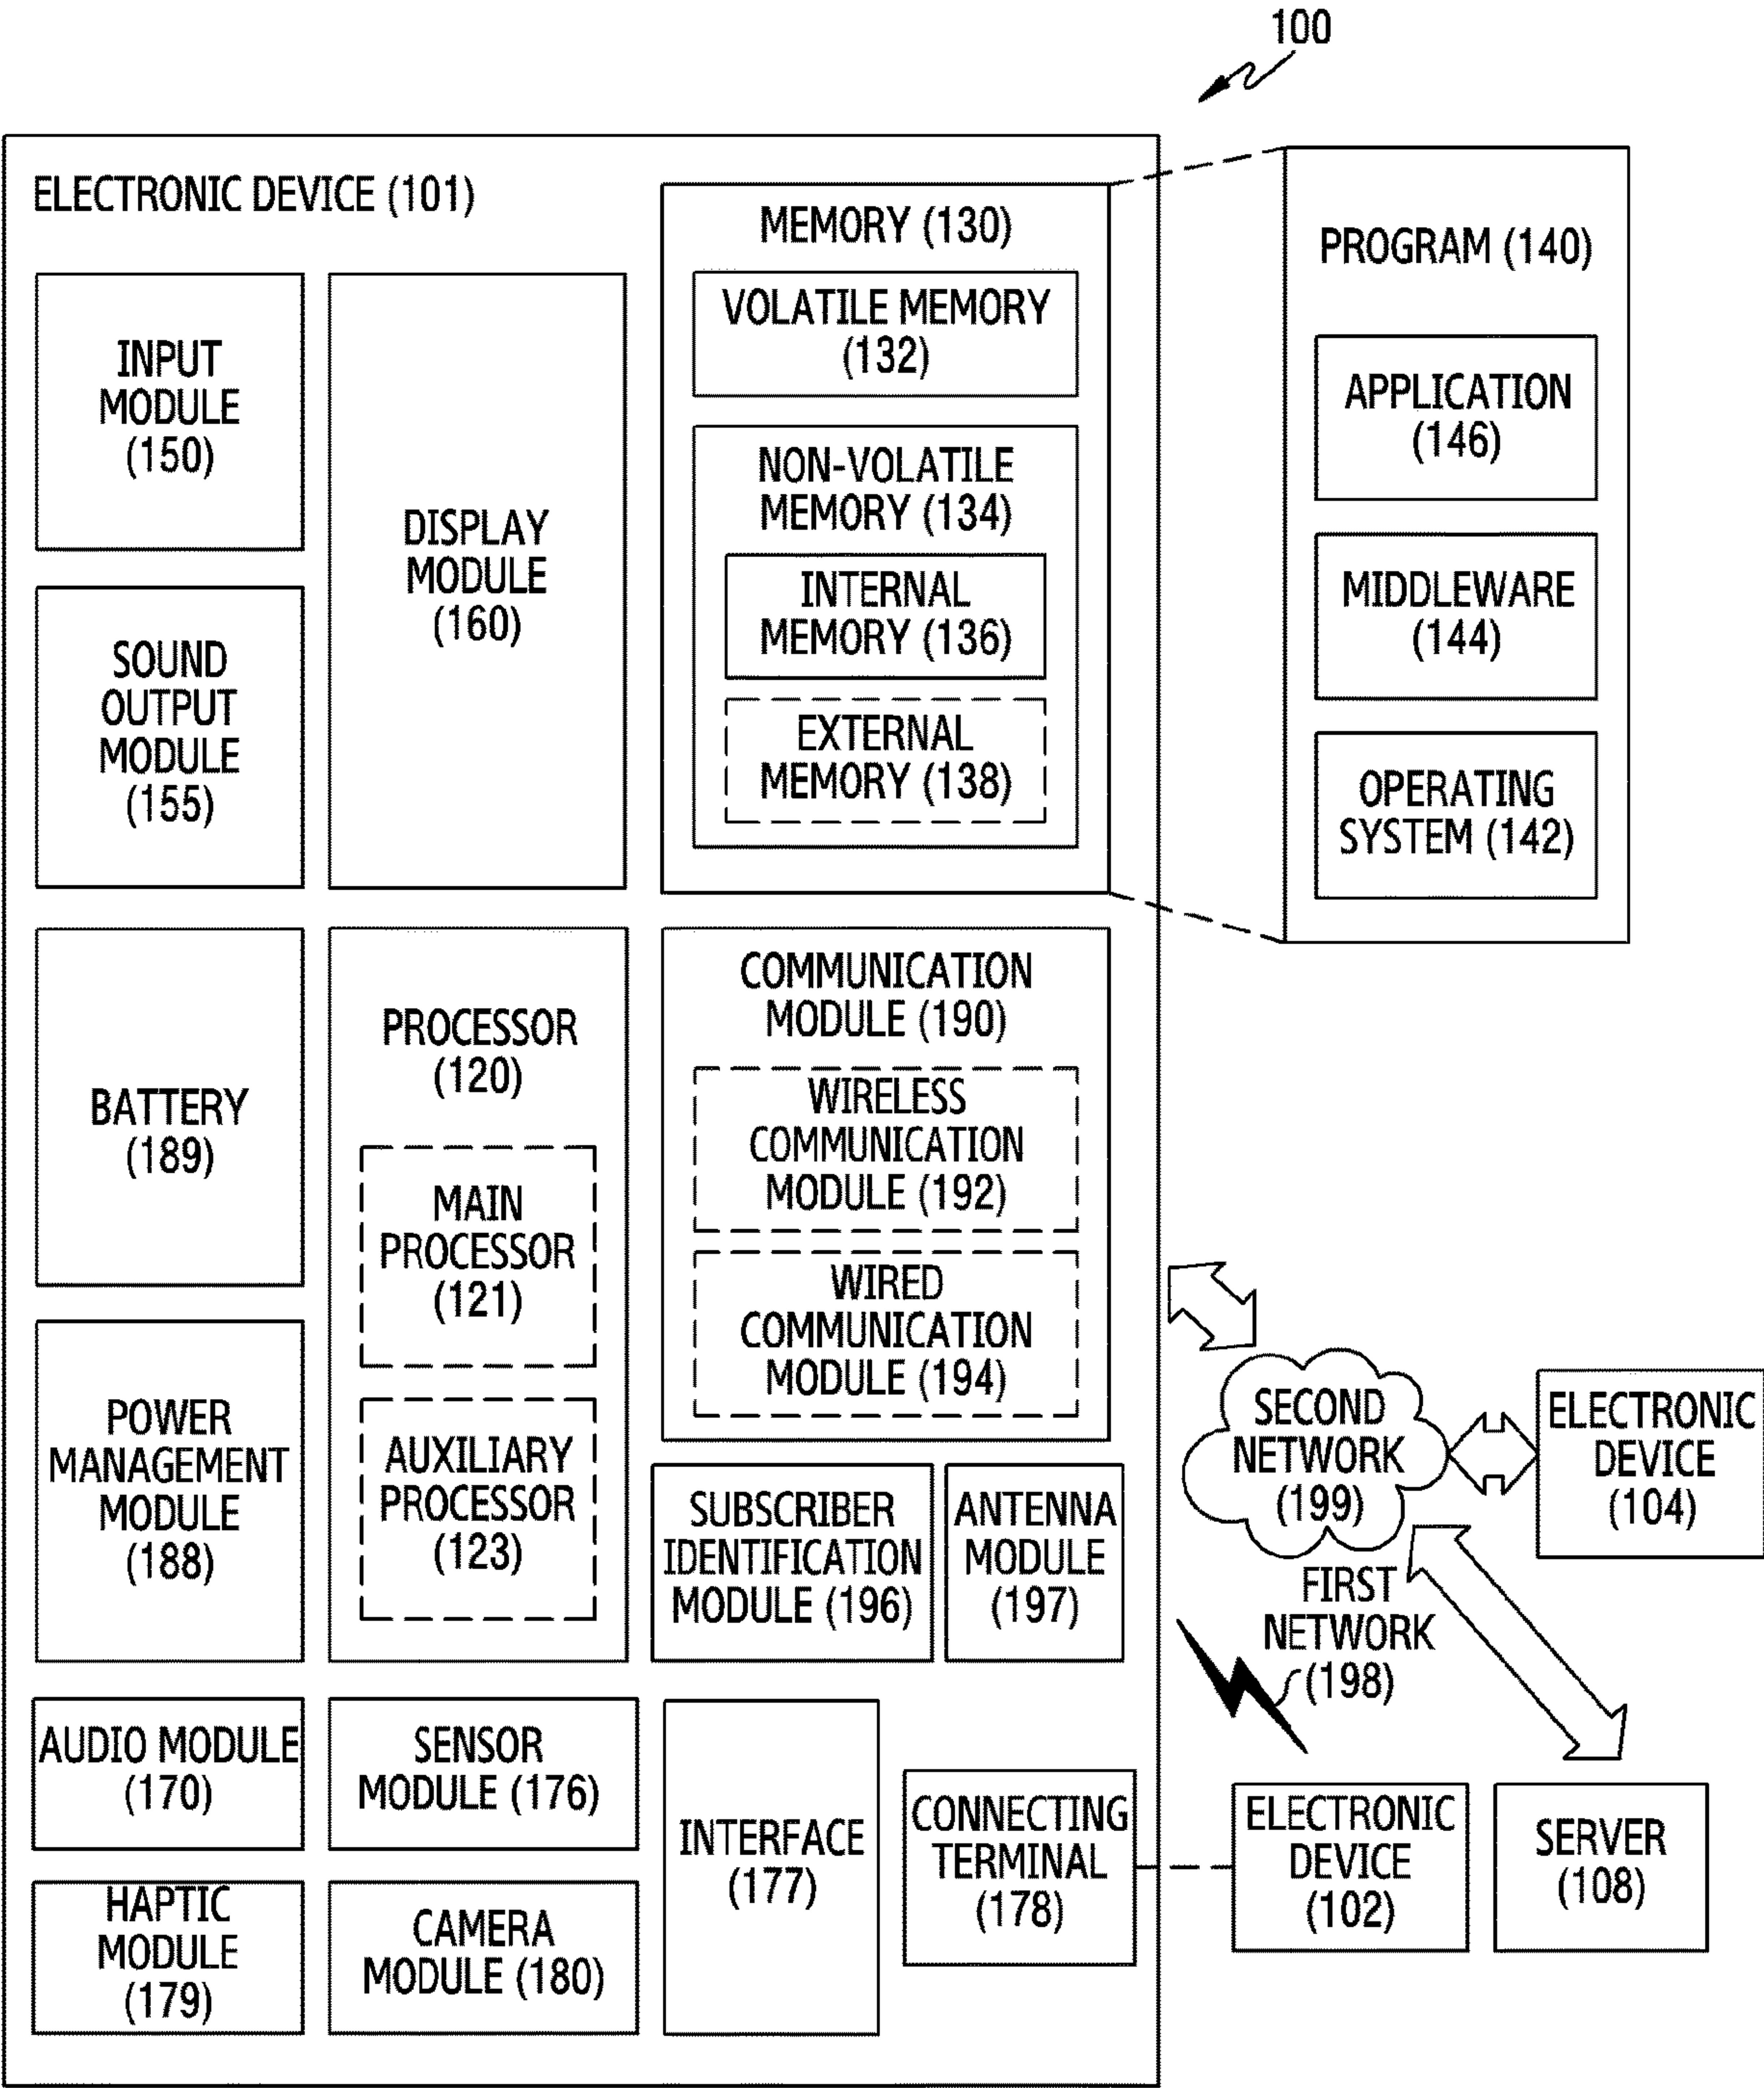 100
ELECTRONIC DEVICE (101)
INPUT
MODULE
(150)
SOUND
OUTPUT
MODULE
(155)
DISPLAY
MODULE
(160)
MEMORY (130)
VOLATILE MEMORY
(132)
NON-VOLATILE
MEMORY (134)
INTERNAL
MEMORY (136)
EXTERNAL
MEMORY (138)
PROGRAM (140)
APPLICATION
(146)
MIDDLEWARE
(144)
OPERATING
SYSTEM (142)
BATTERY
(189)
POWER
MANAGEMENT
MODULE
(188)
PROCESSOR
(120)
MAIN
PROCESSOR
(121)
AUXILIARY
PROCESSOR
(123)
COMMUNICATION
MODULE (190)
WIRELESS
COMMUNICATION
MODULE (192)
WIRED
COMMUNICATION
MODULE (194)
SUBSCRIBER
IDENTIFICATION
MODULE (196)
ANTENNA
MODULE
(197)
SECOND
NETWORK
(199)
ELECTRONIC
DEVICE
(104)
FIRST
NETWORK
(198)
AUDIO MODULE
(170)
SENSOR
MODULE (176)
HAPTIC
MODULE
(179)
CAMERA
MODULE (180)
INTERFACE
(177)
CONNECTING
TERMINAL
(178)
ELECTRONIC
DEVICE
(102)
SERVER
(108)